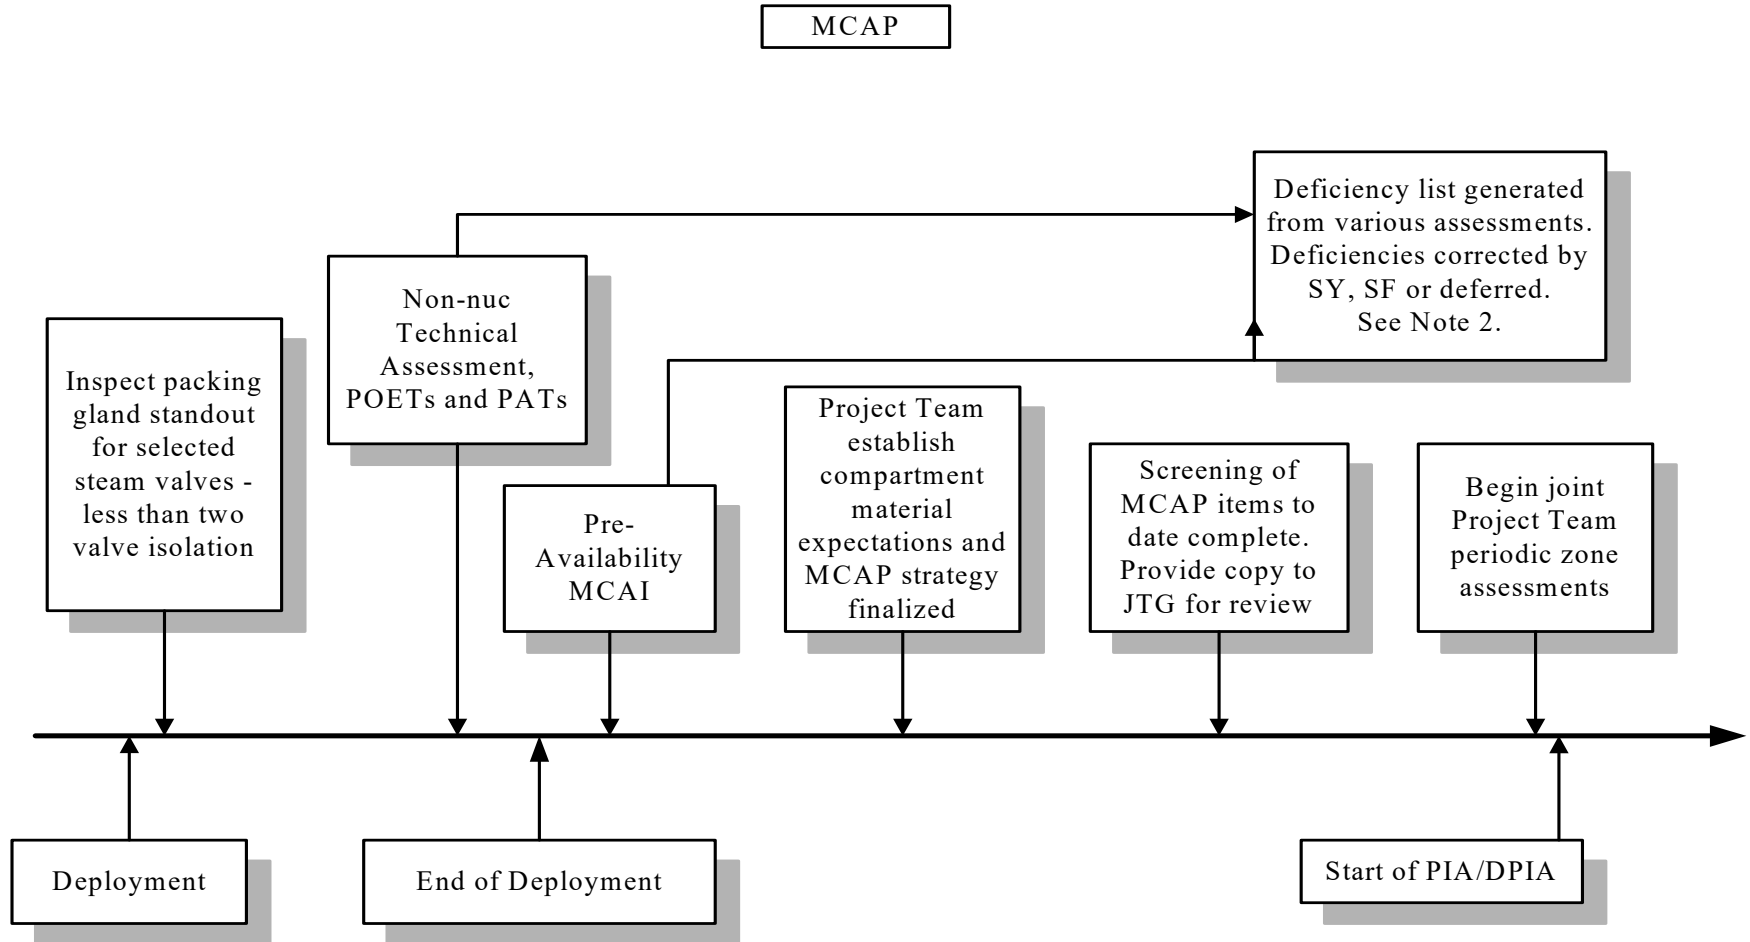 MCAP
Deficiency list generated
from various assessments.
Deficiencies corrected by
SY, SF or deferred.
See Note 2.
Non-nuc
Technical
Assessment,
POETs and PATs
Inspect packing
gland standout
for selected
steam valves -
less than two
valve isolation
Pre-
Availability
MCAI
Project Team
establish
compartment
material
expectations and
MCAP strategy
finalized
Screening of
MCAP items to
date complete.
Provide copy to
JTG for review
Begin joint
Project Team
periodic zone
assessments
Deployment
End of Deployment
Start of PIA/DPIA